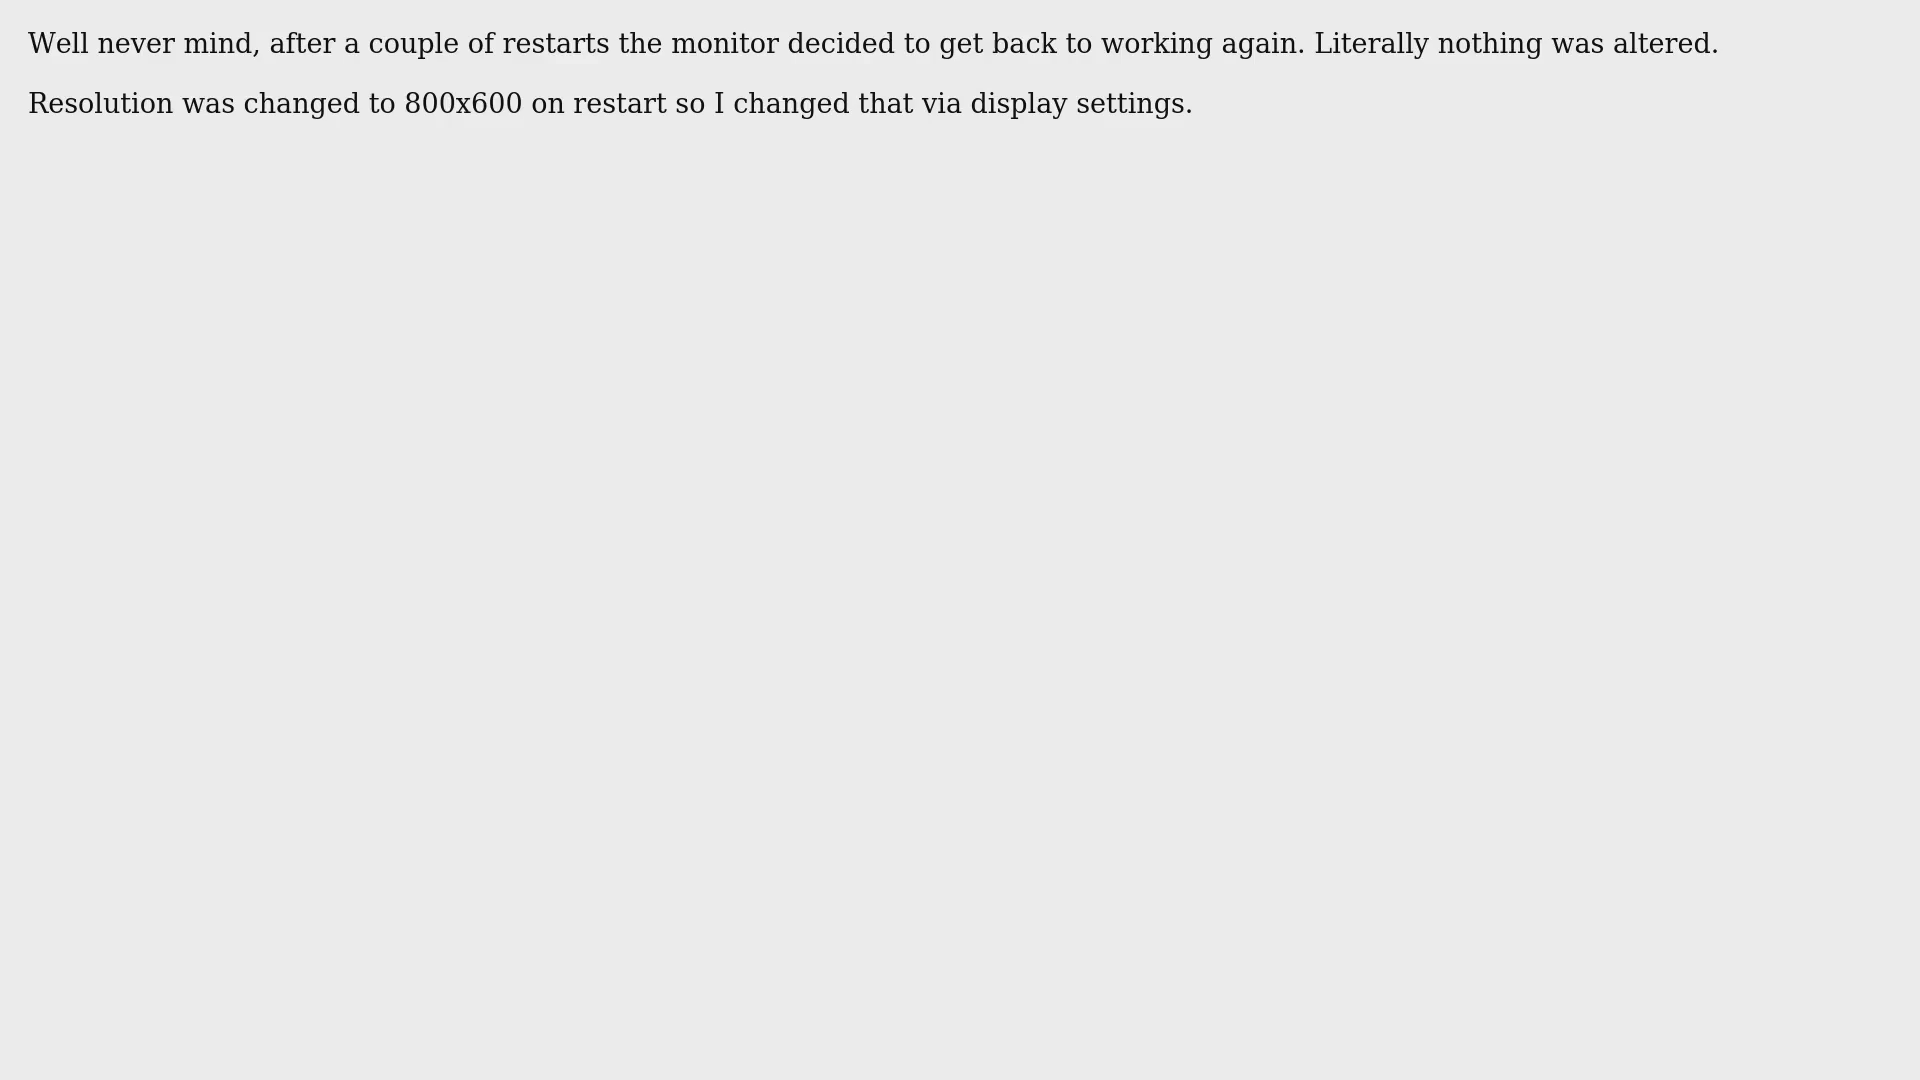 Well never mind, after a couple of restarts the monitor decided to get back to working again. Literally nothing was altered.
Resolution was changed to 800x600 on restart so I changed that via display settings.